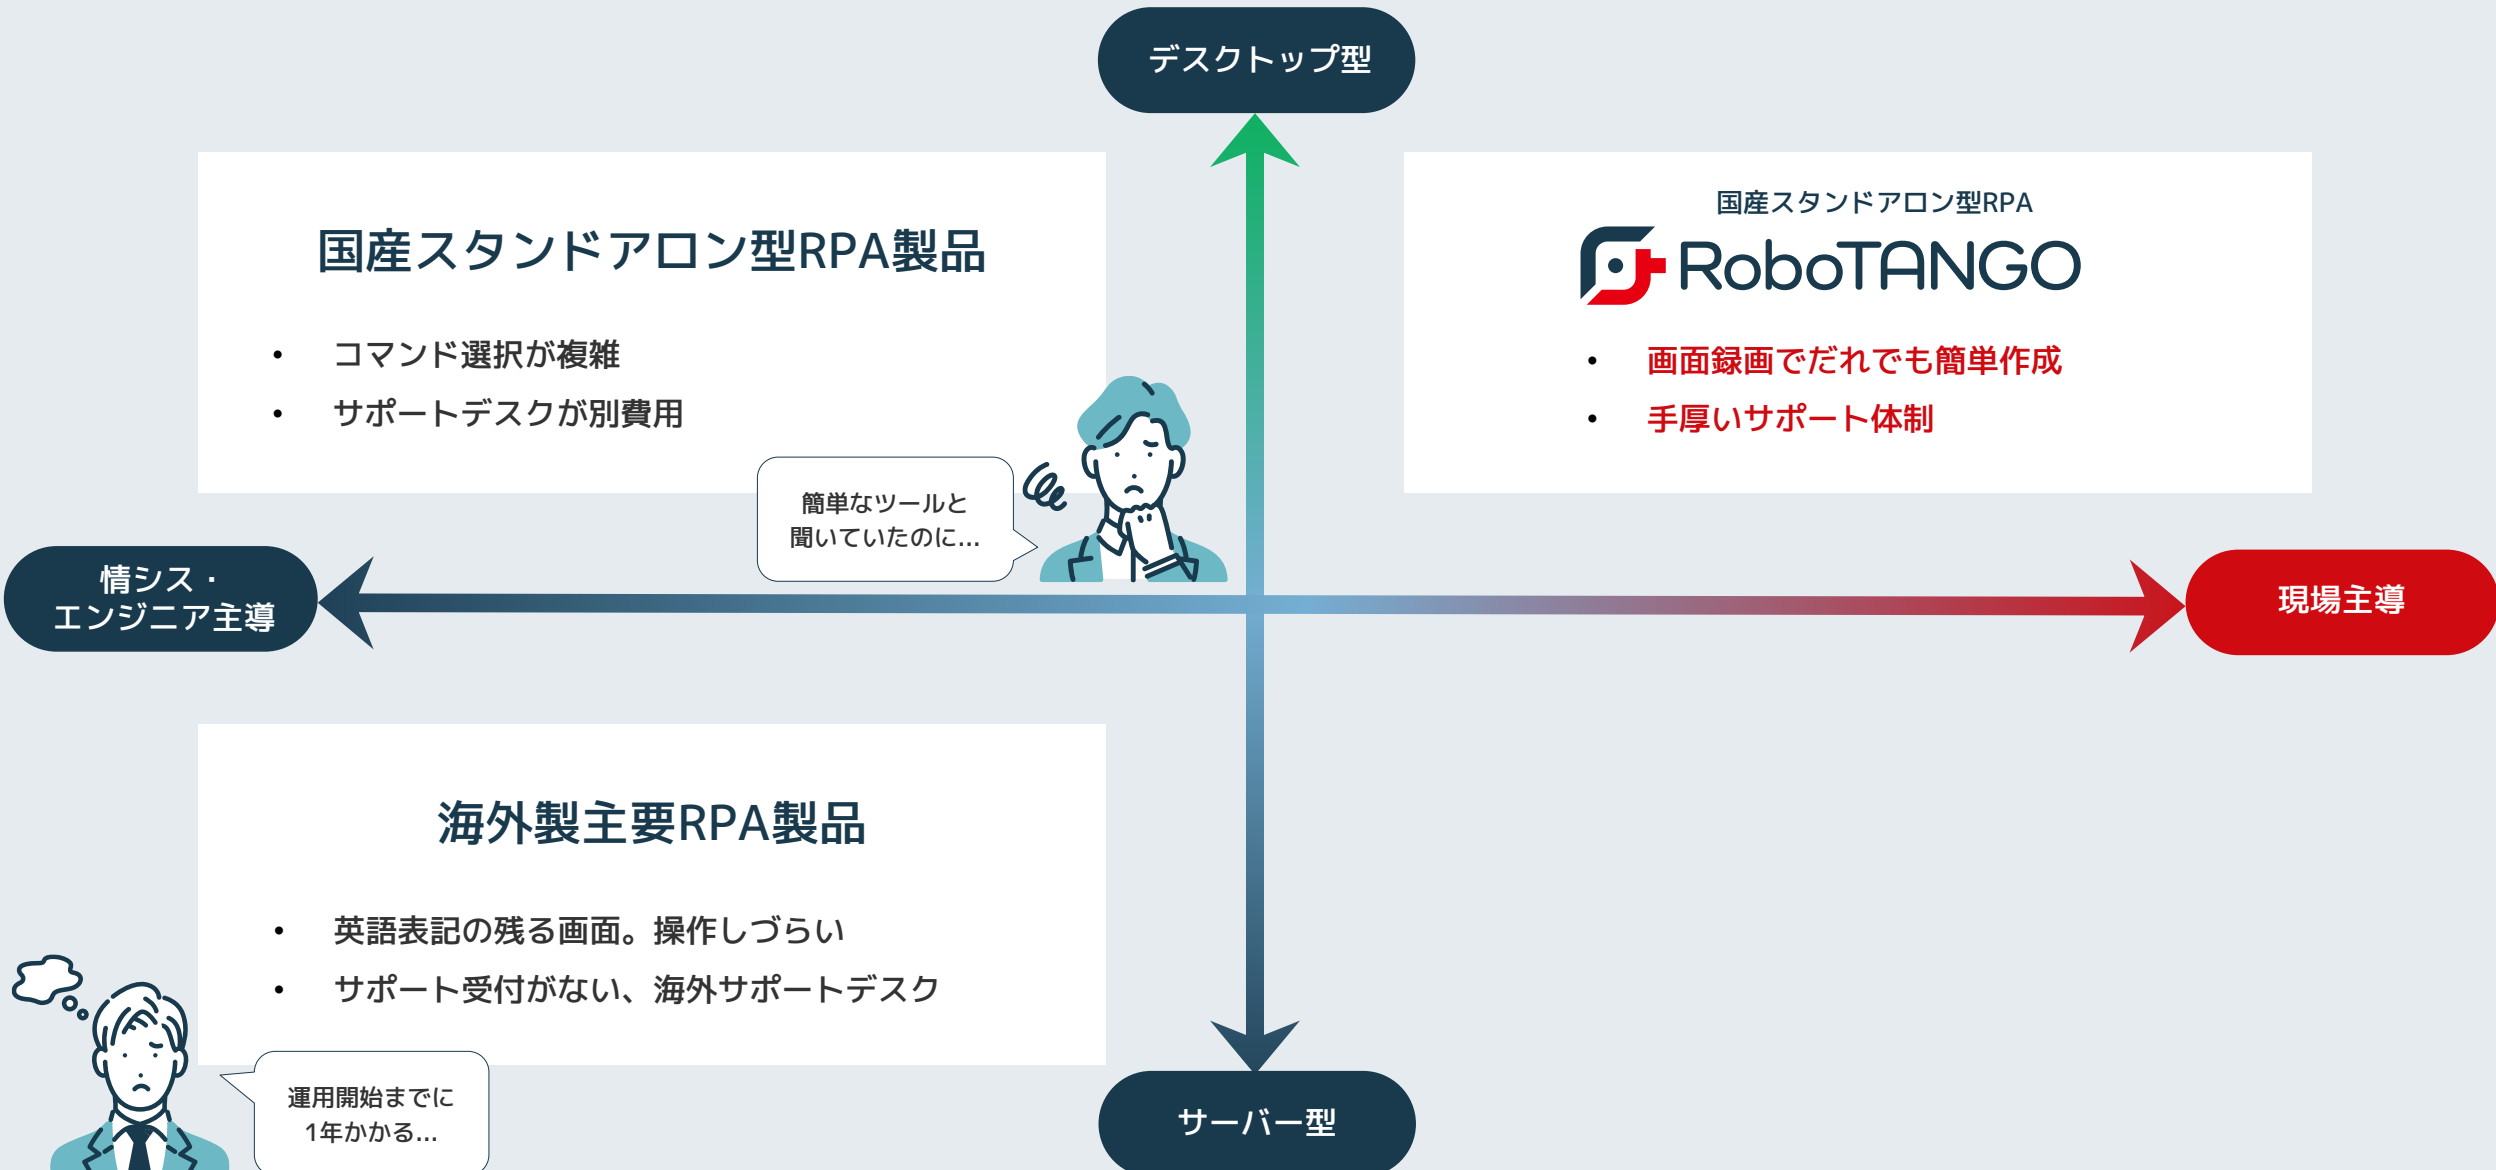 デスクトップ型
国産スタンドアロン型RPA製品
• コマンド選択が複雑
• サポートデスクが別費用
簡単なツールと
聞いていたのに…
国産スタンドアロン型RPA
RoboTANGO
• 画面録画でだれでも簡単作成
• 手厚いサポート体制
情シス・
エンジニア主導
現場主導
海外製主要RPA製品
• 英語表記の残る画面。操作しづらい
• サポート受付がない、海外サポートデスク
運用開始までに
1年かかる…
サーバー型